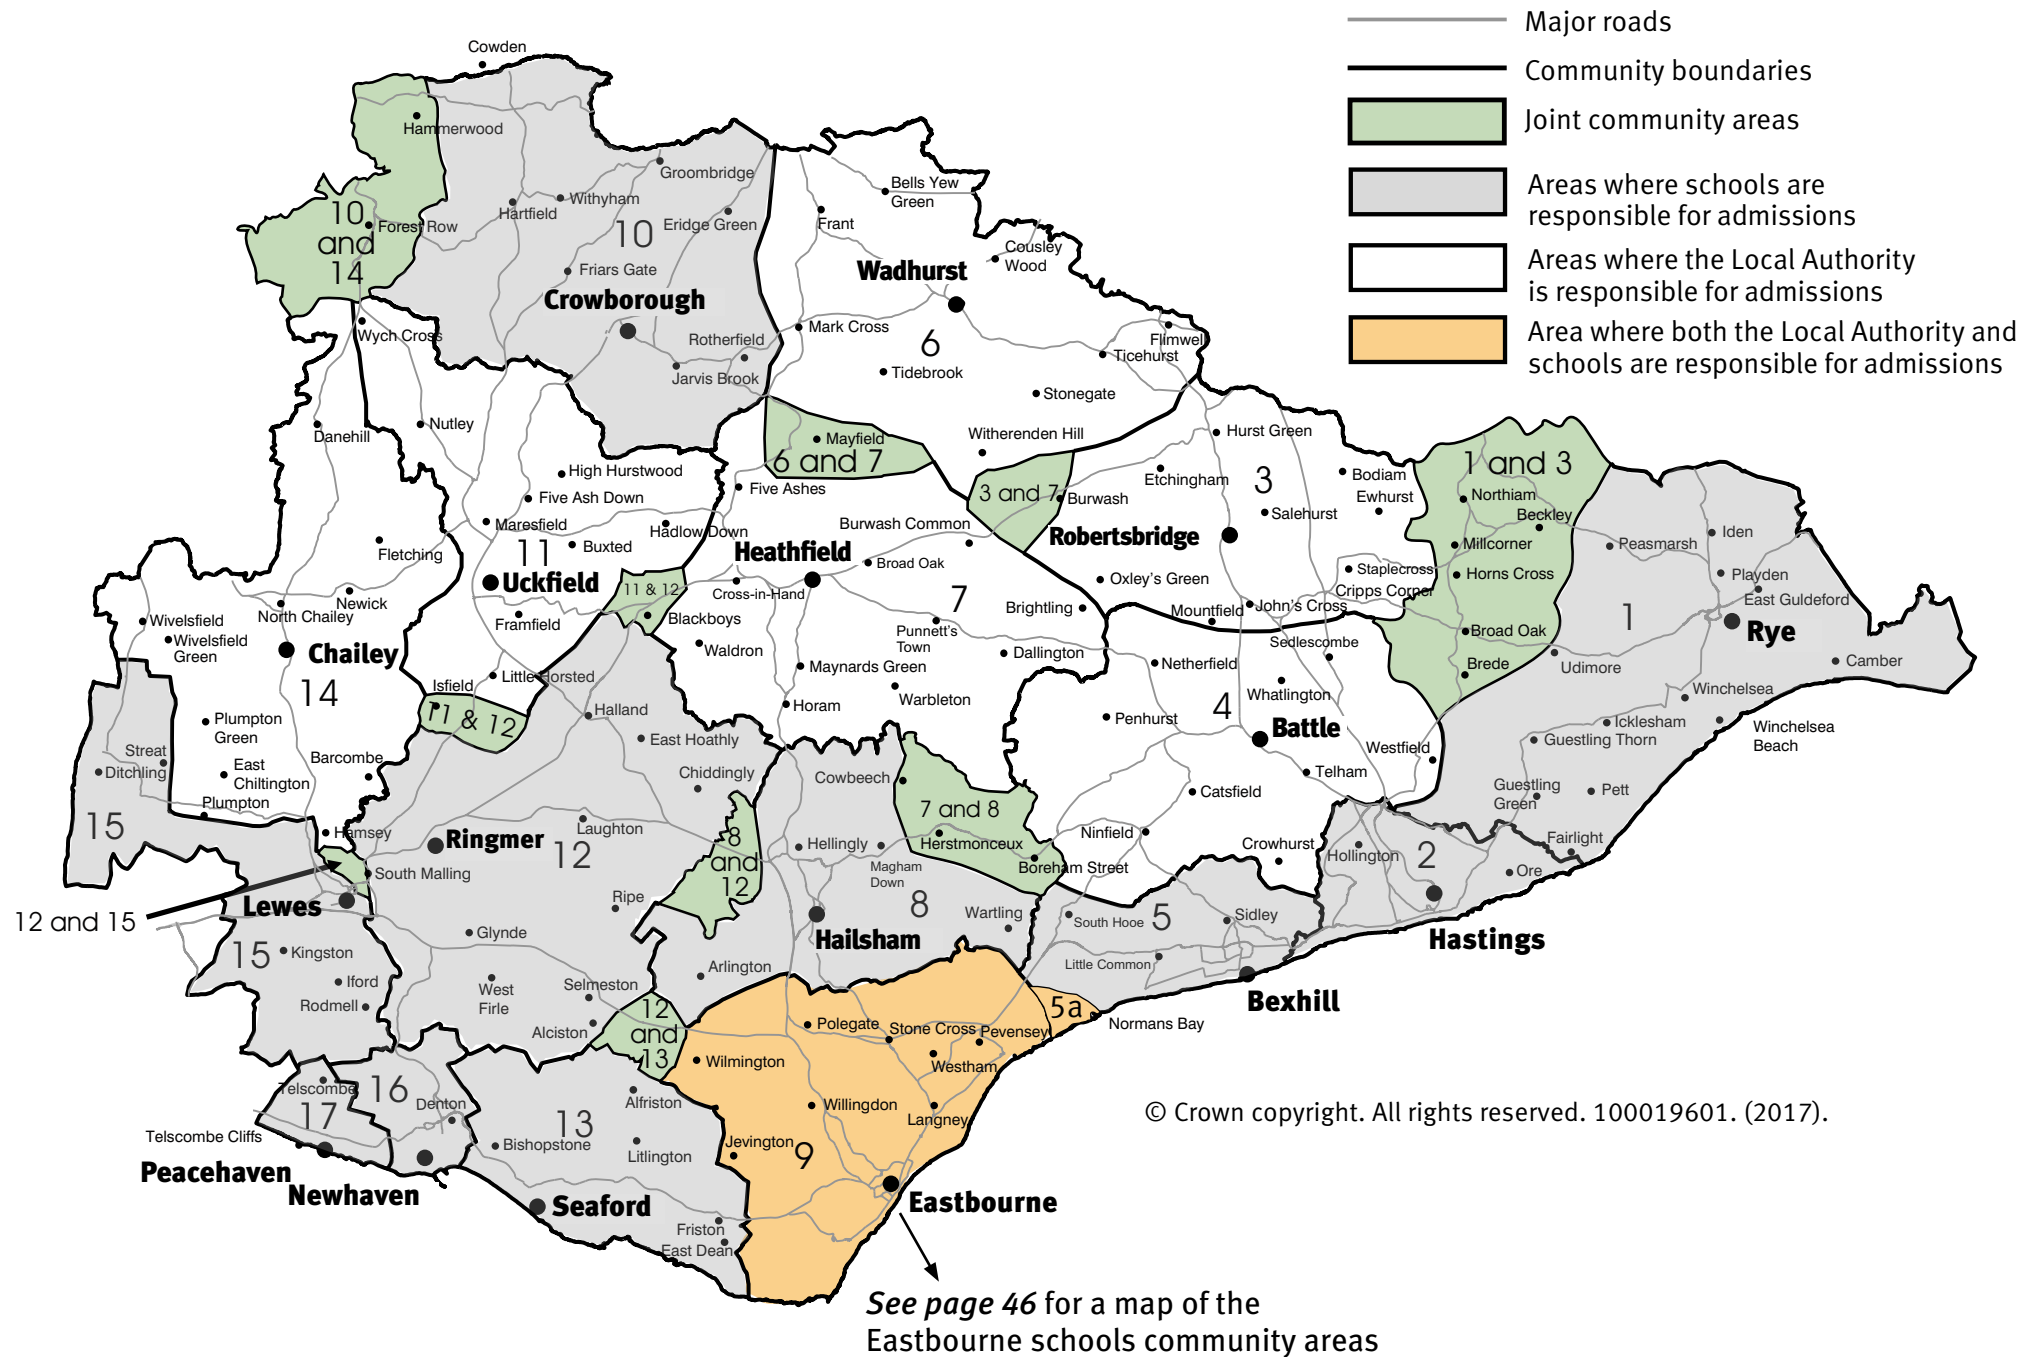 Major roads
Community boundaries
Joint community areas
Areas where schools are
responsible for admissions
Areas where the Local Authority
is responsible for admissions
Area where both the Local Authority and
schools are responsible for admissions
Cowden
Hammerwood
Groombridge
Withyham
Hartfield
10
Eridge Green
10
and
14
Forest Row
Friars Gate
Crowborough
Rotherfield
Jarvis Brook
Wych Cross
Bells Yew
Green
Frant
Cousley
Wood
Wadhurst
Mark Cross
6
Flimwell
Ticehurst
Tidebrook
Stonegate
Witherenden Hill
Mayfield
6 and 7
Danehill
Nutley
High Hurstwood
Five Ash Down
Maresfield
Hadlow Down
11
Buxted
Uckfield
Fletching
Five Ashes
Burwash Common
Heathfield
Broad Oak
Cross-in-Hand
7
Brightling
Punnett's
Town
Dallington
3 and 7
Burwash
Hurst Green
Etchingham
3
Salehurst
Robertsbridge
Bodiam
Ewhurst
Oxley's Green
Mountfield
John's Cross
Staplecross
Cripps Corner
1 and 3
Northiam
Beckley
Millcorner
Horns Cross
Broad Oak
Brede
Peasmarsh
Iden
Playden
East Guldeford
1
Rye
Camber
Udimore
Winchelsea
Icklesham
Guestling Thorn
Winchelsea
Beach
Guestling
Green
Pett
Fairlight
Wivelsfield
Wivelsfield
Green
North Chailey
Newick
Chailey
14
Framfield
11 & 12
Blackboys
Waldron
Maynards Green
Warbleton
Horam
Little Horsted
Isfield
11 & 12
Halland
East Hoathly
Chiddingly
Plumpton
Green
Streat
Ditchling
East
Chiltington
Barcombe
Plumpton
15
Hamsey
Ringmer
Laughton
12
South Malling
Lewes
12 and 15
15
Kingston
Iford
Rodmell
Glynde
Ripe
West
Firle
Selmeston
Alciston
8
and
12
Cowbeech
7 and 8
Herstmonceux
Boreham Street
Hellingly
Magham
Down
8
Wartling
Hailsham
Arlington
Netherfield
Sedlescombe
Whatlington
4
Penhurst
Battle
Westfield
Telham
Catsfield
Ninfield
Crowhurst
Hollington
2
Ore
Hastings
South Hooe
5
Sidley
Little Common
Bexhill
5a
Normans Bay
12
and
13
Polegate
Stone Cross
Pevensey
Wilmington
Westham
Willingdon
Langney
Jevington
9
Eastbourne
Telscombe
17
16
Denton
Telscombe Cliffs
Peacehaven
Newhaven
13
Alfriston
Bishopstone
Litlington
Seaford
Friston
East Dean
© Crown copyright. All rights reserved. 100019601. (2017).
See page 46 for a map of the
Eastbourne schools community areas